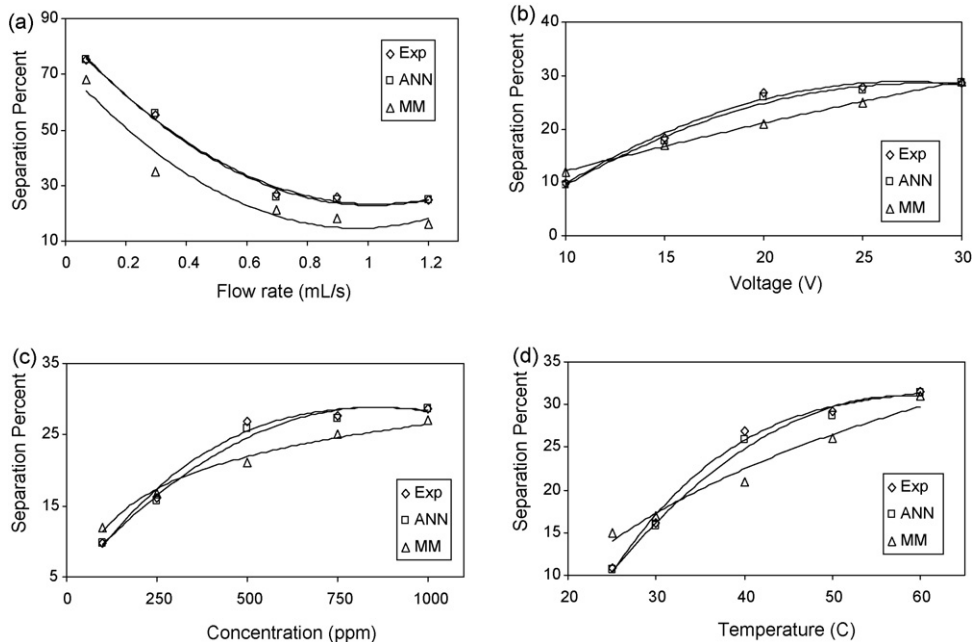 (a)
Separation Percent
90
70
50
30
10
0
0.2
0.4
0.6
0.8
1
1.2
Flow rate (mL/s)
Exp
ANN
MM
(b)
Separation Percent
40
30
20
10
0
10
15
20
25
30
Voltage (V)
Exp
ANN
MM
(c)
Separation Percent
35
25
15
5
0
250
500
750
1000
Concentration (ppm)
Exp
ANN
MM
(d)
Separation Percent
35
30
25
20
15
10
20
30
40
50
60
Temperature (C)
Exp
ANN
MM